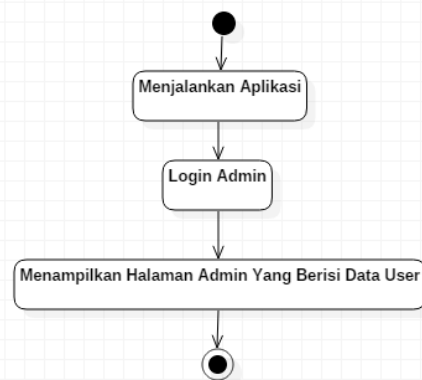 Menjalankan Aplikasi
Login Admin
Menampilkan Halaman Admin Yang Berisi Data User